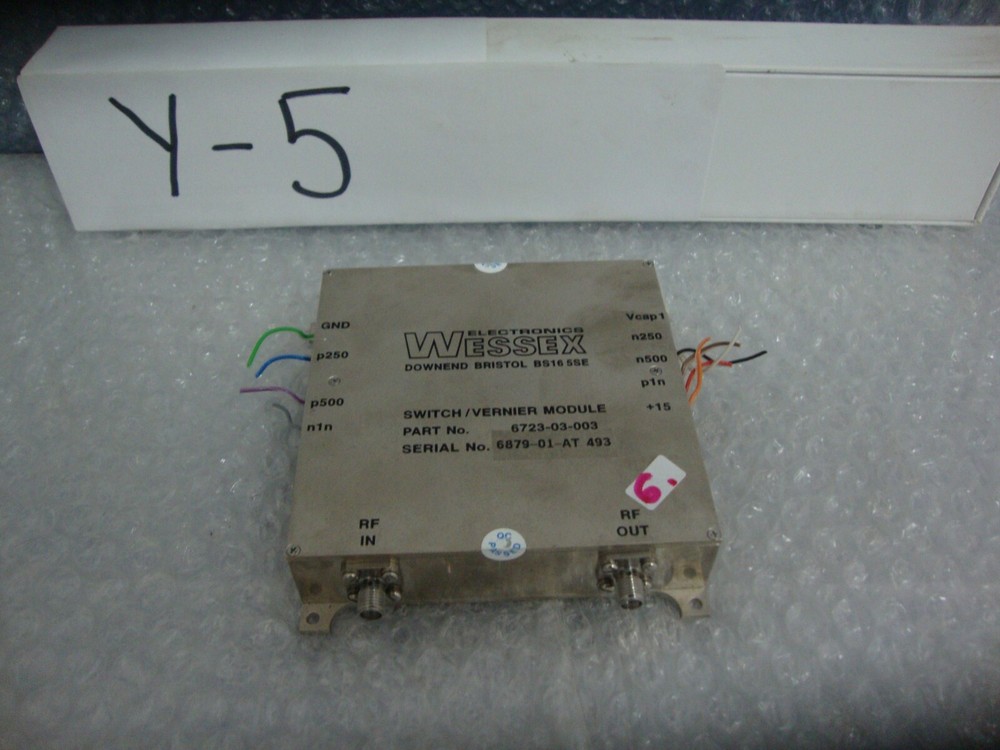 Y-5
GND
p250
p500
n1n
ELECTRONICS
WESSEX
DOWNEND BRISTOL BS16 5SE
SWITCH/VERNIER MODULE
PART No. 6723-03-003
SERIAL No. 6879-01-AT 493
Vcap1
n250
n500
p1n
+15
6.
RF
IN
RF
OUT